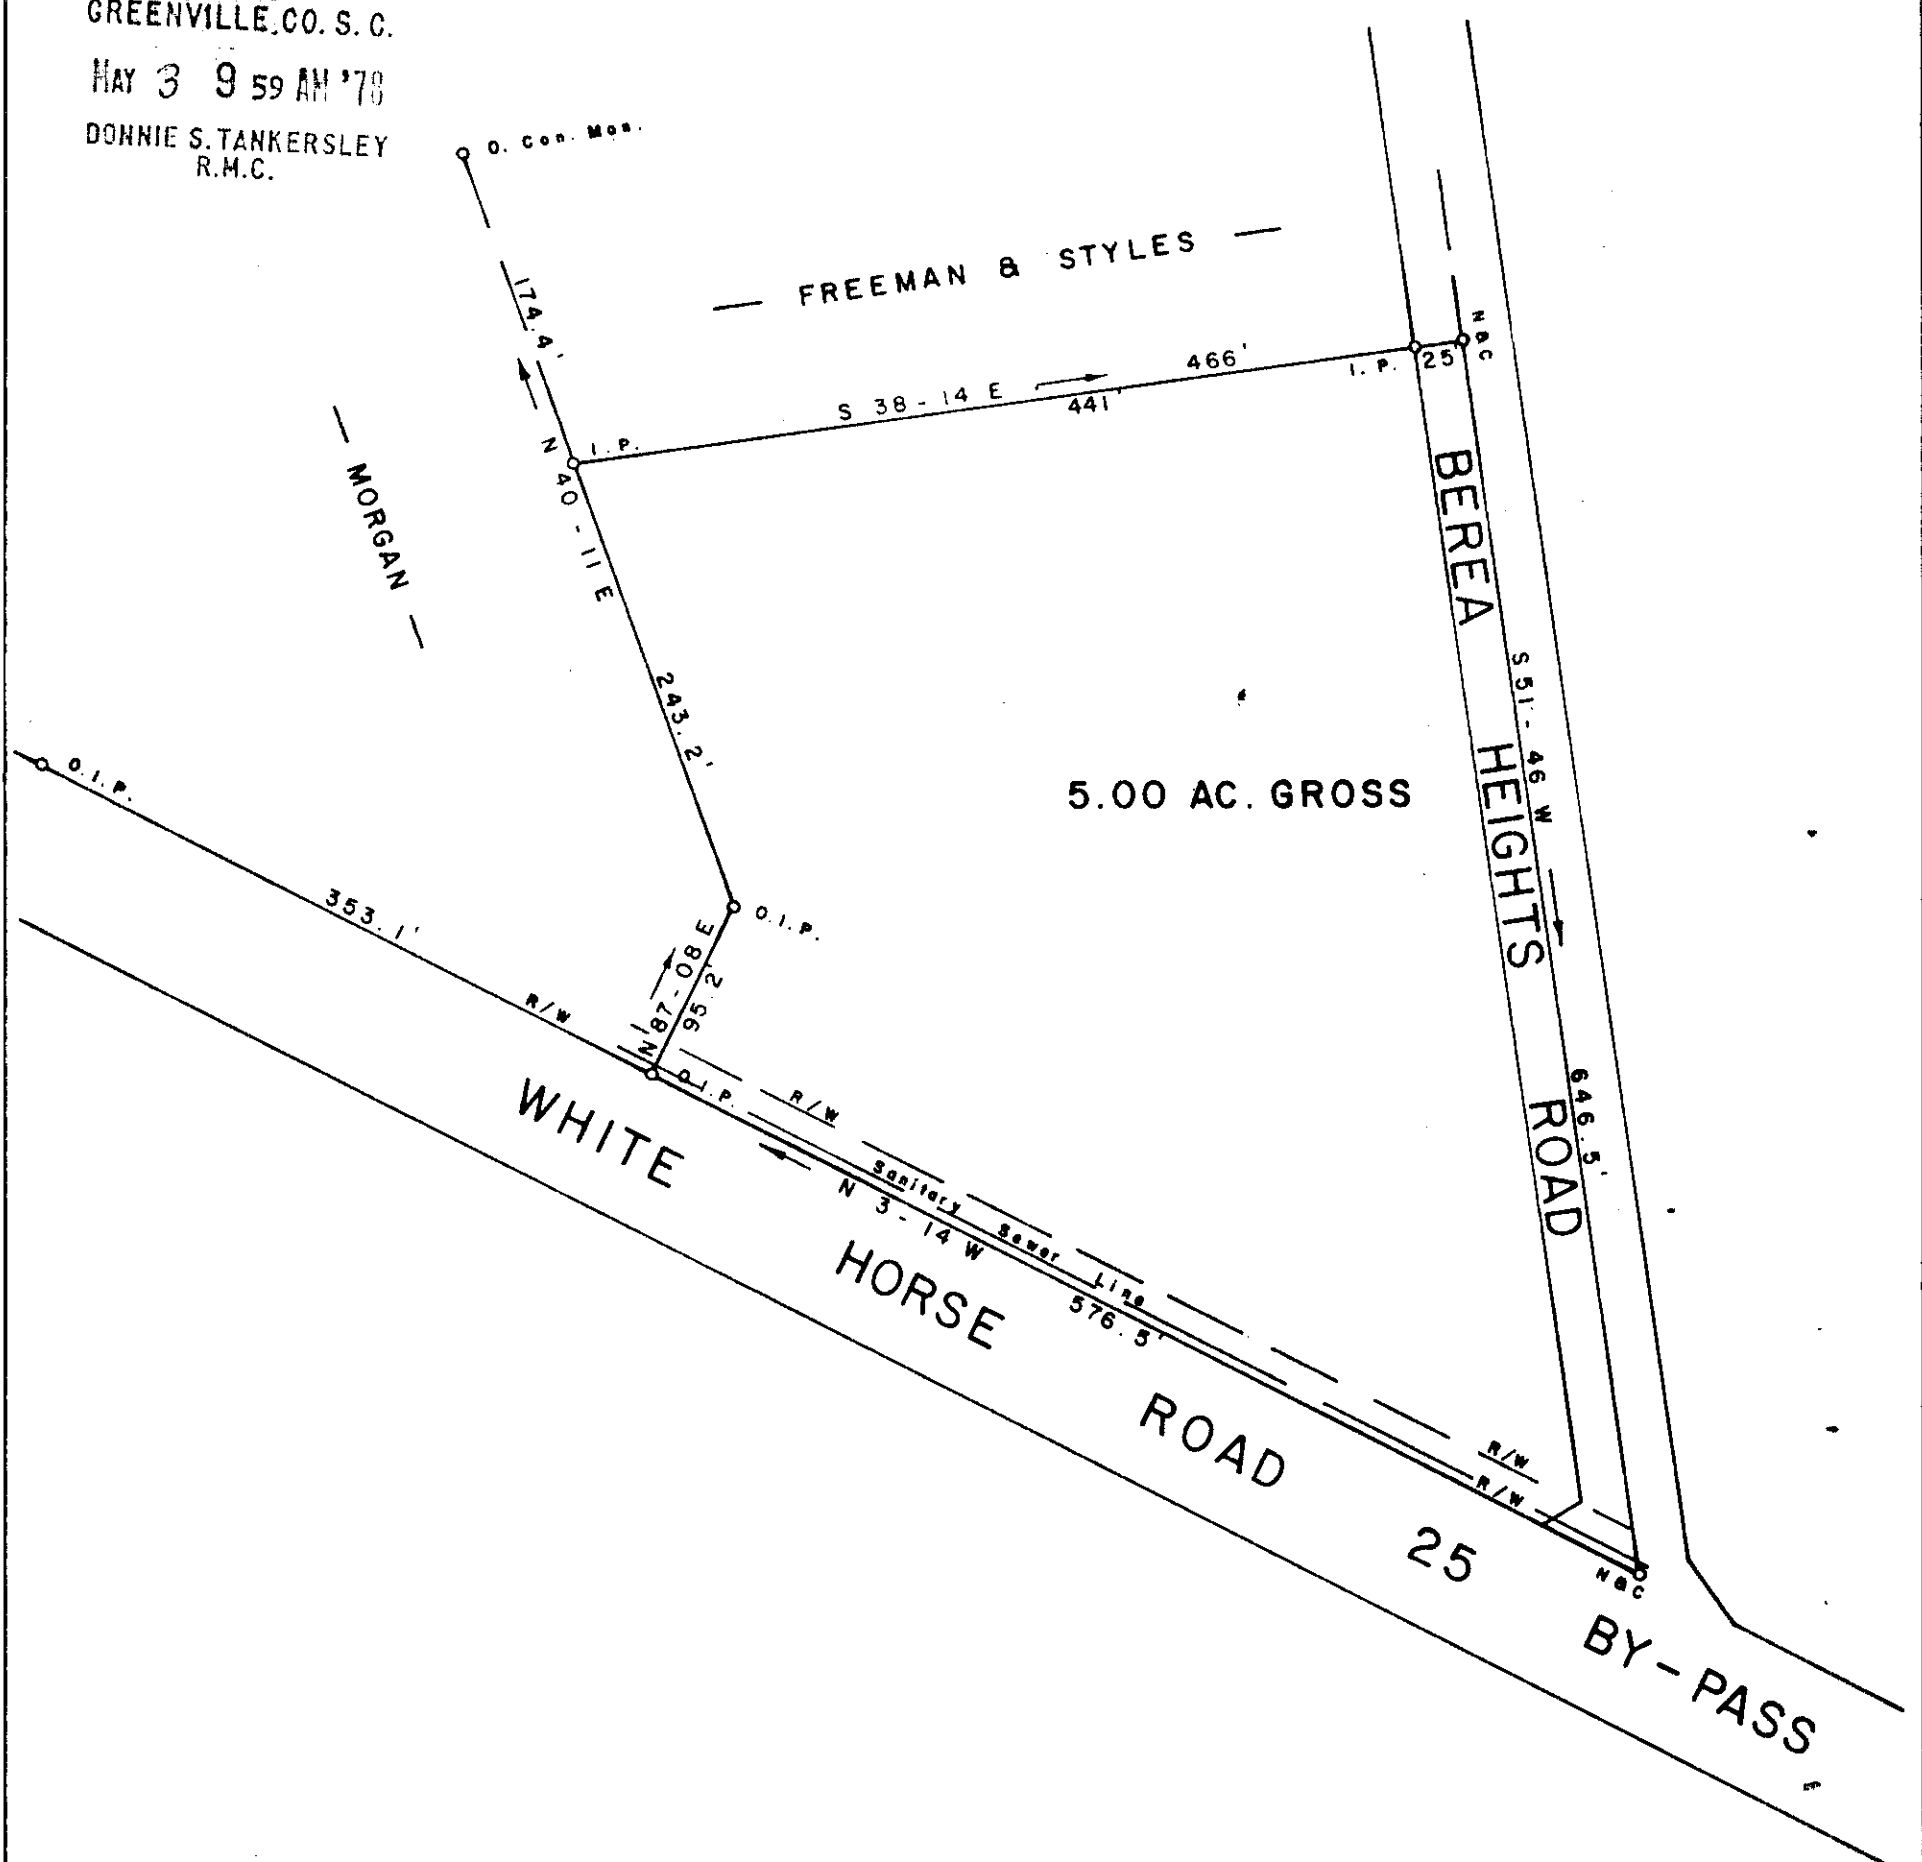 GREENVILLE.CO. S. C.
MAY 3 9 59 AM '78
DONNIE S. TANKERSLEY
R.M.C.
O. Con. Mon.
174.4'
— FREEMAN & STYLES —
N&C
466'
I. P.
25'
S 38-14 E
441'
I. P.
N 40-11 E
— MORGAN —
243.2'
BEREA HEIGHTS ROAD
S 51-46 W
646.5'
5.00 AC. GROSS
O.I.P.
353.1'
O.I.P.
N 87-08 E
95.2'
R/W
O.I.P.
R/W
Sanitary Sewer Line
N 3-14 W
576.5'
R/W
R/W
N&C
WHITE HORSE ROAD 25 BY-PASS